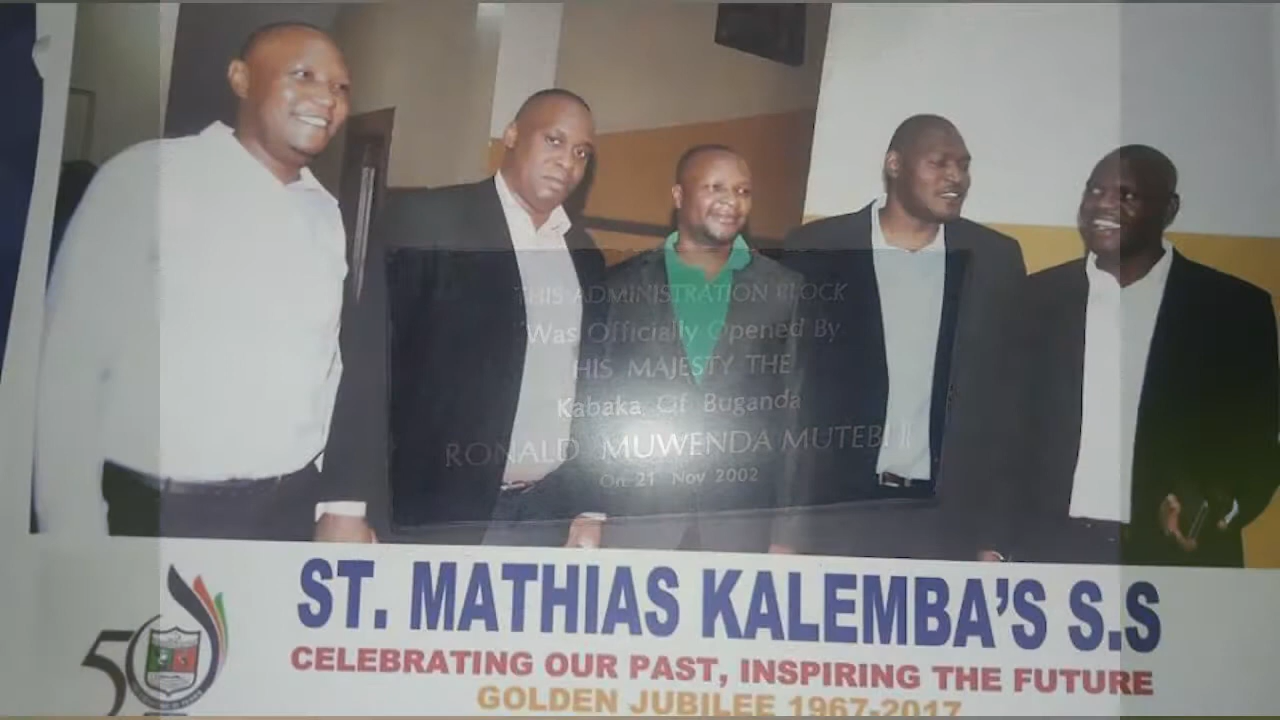 THIS ADMINISTRATION BLOCK
Was Officially Opened By
HIS MAJESTY THE
Kabaka Of Buganda
RONALD MUWENDA MUTEBI II
On 21 Nov 2002
50
ST. MATHIAS KALEMBA'S S.S
CELEBRATING OUR PAST, INSPIRING THE FUTURE
GOLDEN JUBILEE 1967-2017